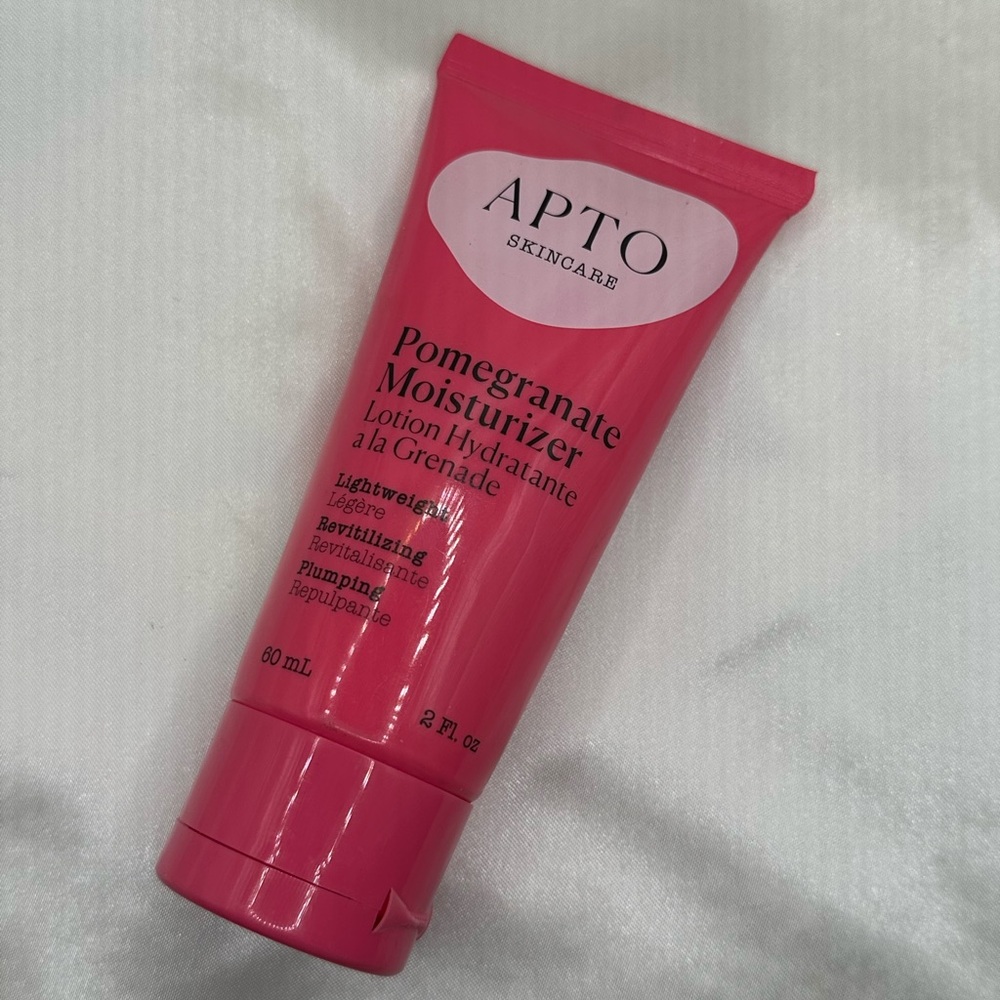 APTO
SKINCARE
Pomegranate
Moisturizer
Lotion Hydratante
a la Grenade
Lightweight
Légère
Revitilizing
Revitalisante
Plumping
Repulpante
60 mL
2 Fl. oz